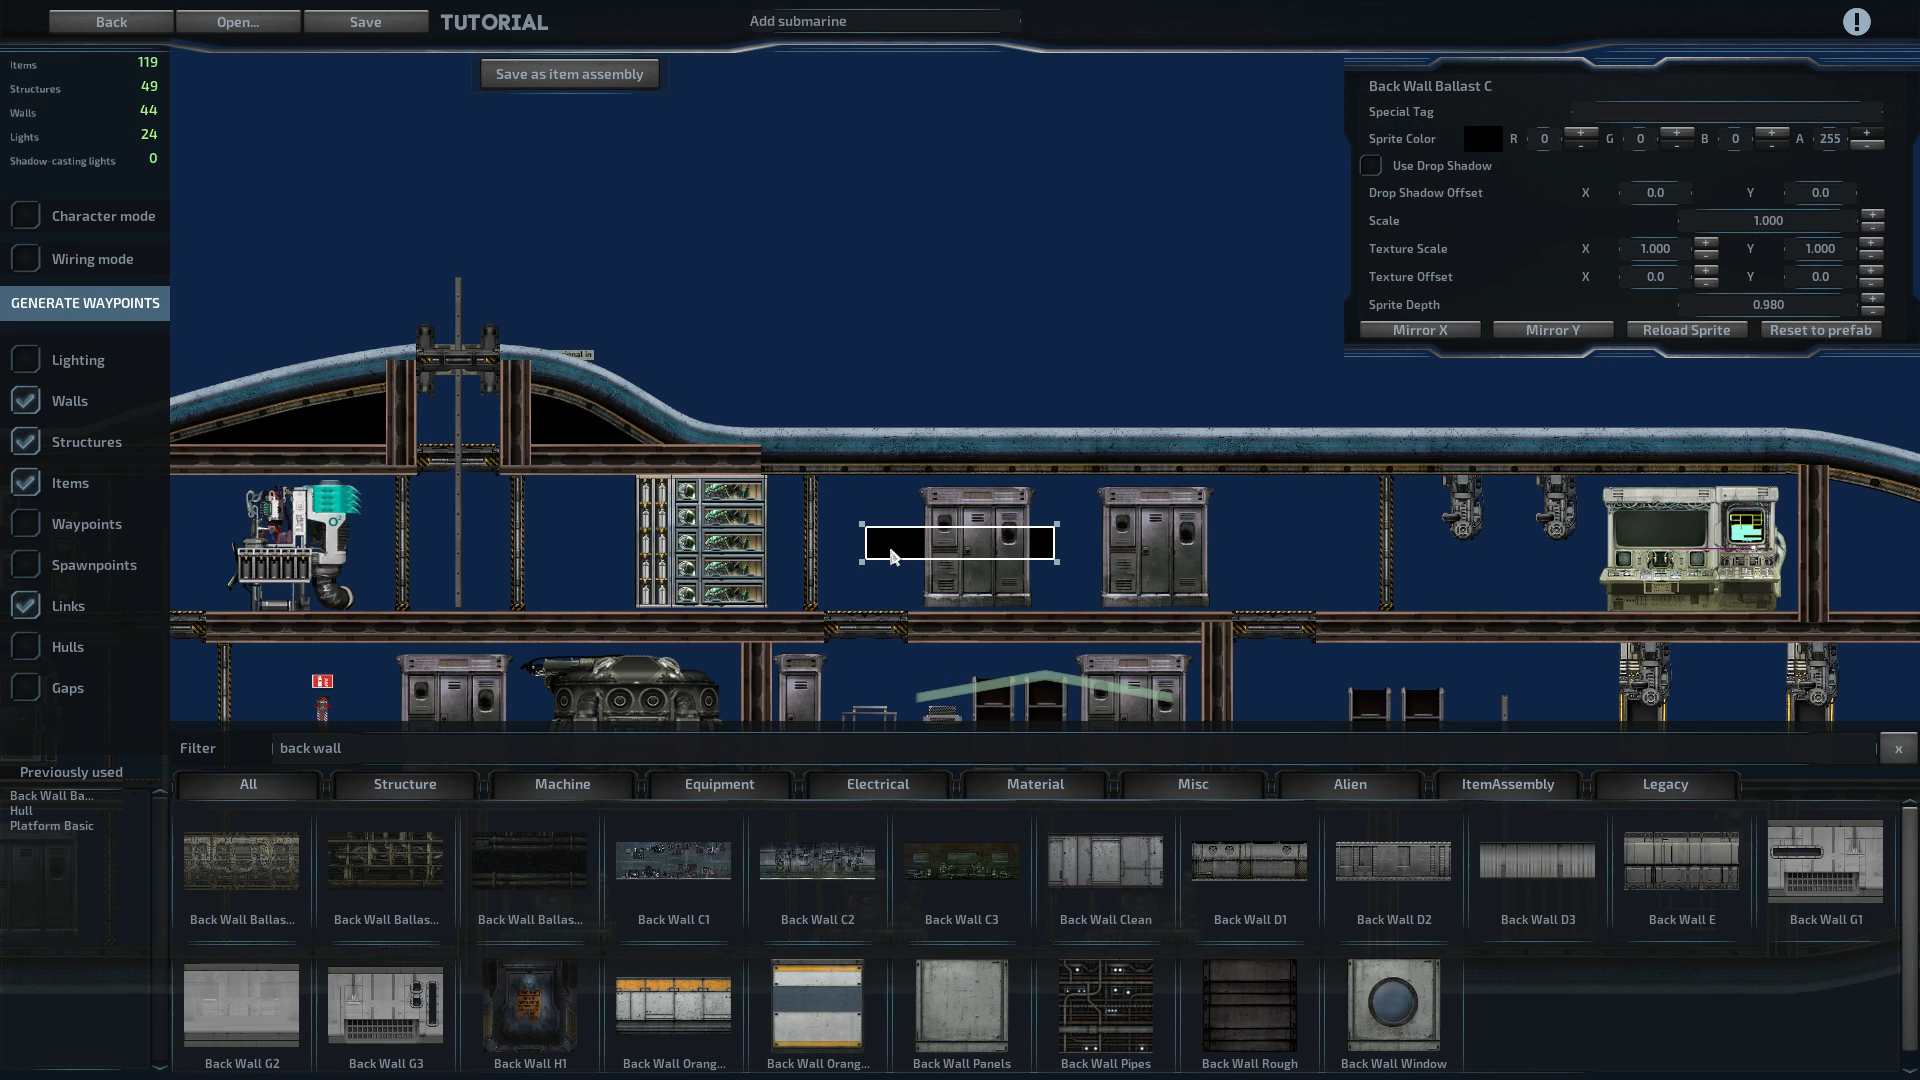 Back Open... Save TUTORIAL Add submarine
Items 119
Structures 49
Walls 44
Lights 24
Shadow-casting lights 0
Save as item assembly
Back Wall Ballast C
Special Tag
Sprite Color R 0 + - G 0 + - B 0 + - A 255 + -
Use Drop Shadow
Drop Shadow Offset X 0.0 Y 0.0
Scale 1.000 + -
Texture Scale X 1.000 + - Y 1.000 + -
Texture Offset X 0.0 + - Y 0.0 + -
Sprite Depth 0.980 + -
Mirror X Mirror Y Reload Sprite Reset to prefab
Character mode
Wiring mode
GENERATE WAYPOINTS
Lighting
Walls
Structures
Items
Waypoints
Spawnpoints
Links
Hulls
Gaps
Filter back wall x
Previously used
Back Wall Ba...
Hull
Platform Basic
All Structure Machine Equipment Electrical Material Misc Alien ItemAssembly Legacy
Back Wall Ballas... Back Wall Ballas... Back Wall Ballas... Back Wall C1 Back Wall C2 Back Wall C3 Back Wall Clean Back Wall D1 Back Wall D2 Back Wall D3 Back Wall E Back Wall G1
Back Wall G2 Back Wall G3 Back Wall H1 Back Wall Orang... Back Wall Orang... Back Wall Panels Back Wall Pipes Back Wall Rough Back Wall Window